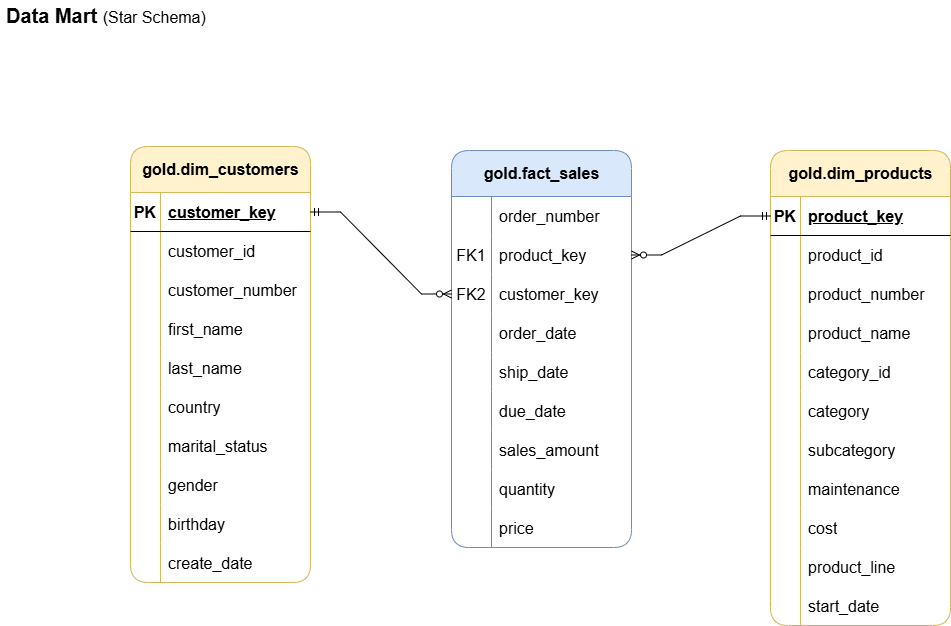 Data Mart (Star Schema)
gold.dim_customers
PK customer_key
customer_id
customer_number
first_name
last_name
country
marital_status
gender
birthday
create_date
gold.fact_sales
order_number
FK1 product_key
FK2 customer_key
order_date
ship_date
due_date
sales_amount
quantity
price
gold.dim_products
PK product_key
product_id
product_number
product_name
category_id
category
subcategory
maintenance
cost
product_line
start_date